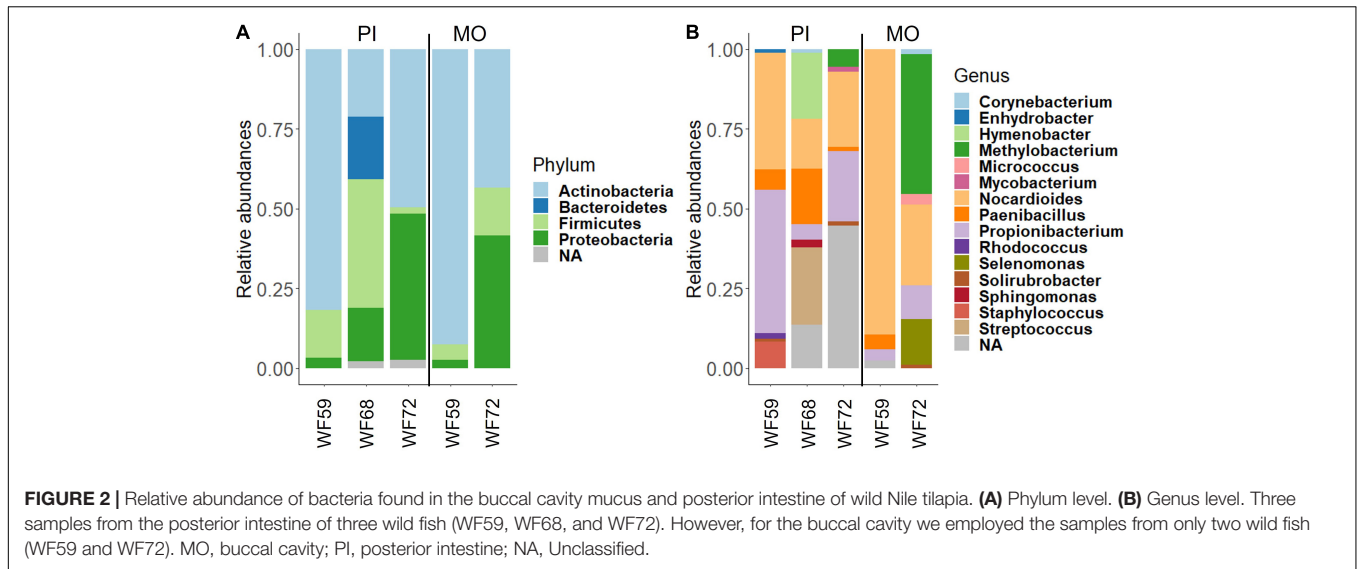 A
PI
MO
1.00
0.75
0.50
0.25
0.00
Relative abundances
WF59
WF68
WF72
WF59
WF72
Phylum
Actinobacteria
Bacteroidetes
Firmicutes
Proteobacteria
NA
B
PI
MO
1.00
0.75
0.50
0.25
0.00
Relative abundances
WF59
WF68
WF72
WF59
WF72
Genus
Corynebacterium
Enhydrobacter
Hymenobacter
Methylobacterium
Micrococcus
Mycobacterium
Nocardioides
Paenibacillus
Propionibacterium
Rhodococcus
Selenomonas
Solirubrobacter
Sphingomonas
Staphylococcus
Streptococcus
NA
FIGURE 2 | Relative abundance of bacteria found in the buccal cavity mucus and posterior intestine of wild Nile tilapia. (A) Phylum level. (B) Genus level. Three
samples from the posterior intestine of three wild fish (WF59, WF68, and WF72). However, for the buccal cavity we employed the samples from only two wild fish
(WF59 and WF72). MO, buccal cavity; PI, posterior intestine; NA, Unclassified.